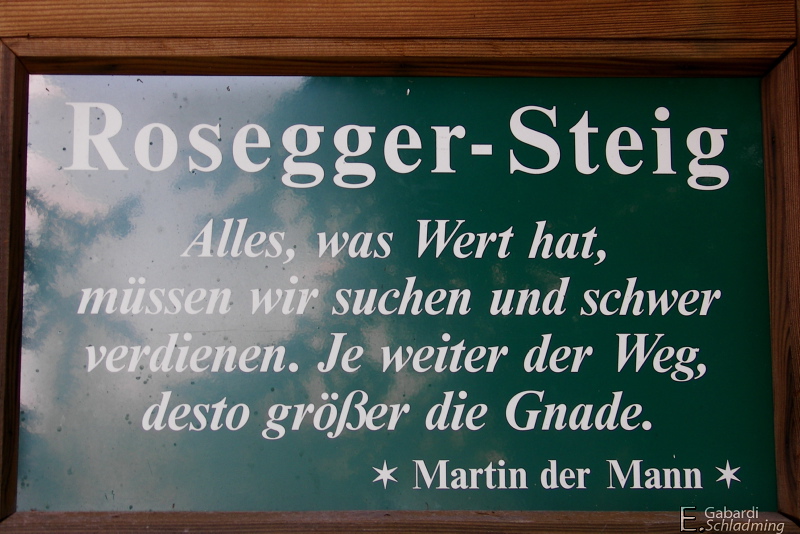 Rosegger-Steig
Alles, was Wert hat,
müssen wir suchen und schwer
verdienen. Je weiter der Weg,
desto größer die Gnade.
✶ Martin der Mann ✶
E. Gabardi
Schladming